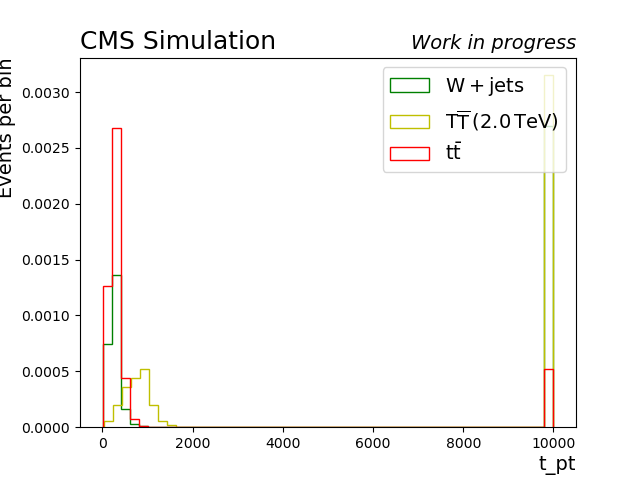 CMS Simulation
Work in progress
Events per bin
0.0030
0.0025
0.0020
0.0015
0.0010
0.0005
0.0000
W + jets
TT̅ (2.0 TeV)
tt̄
0
2000
4000
6000
8000
10000
t_pt